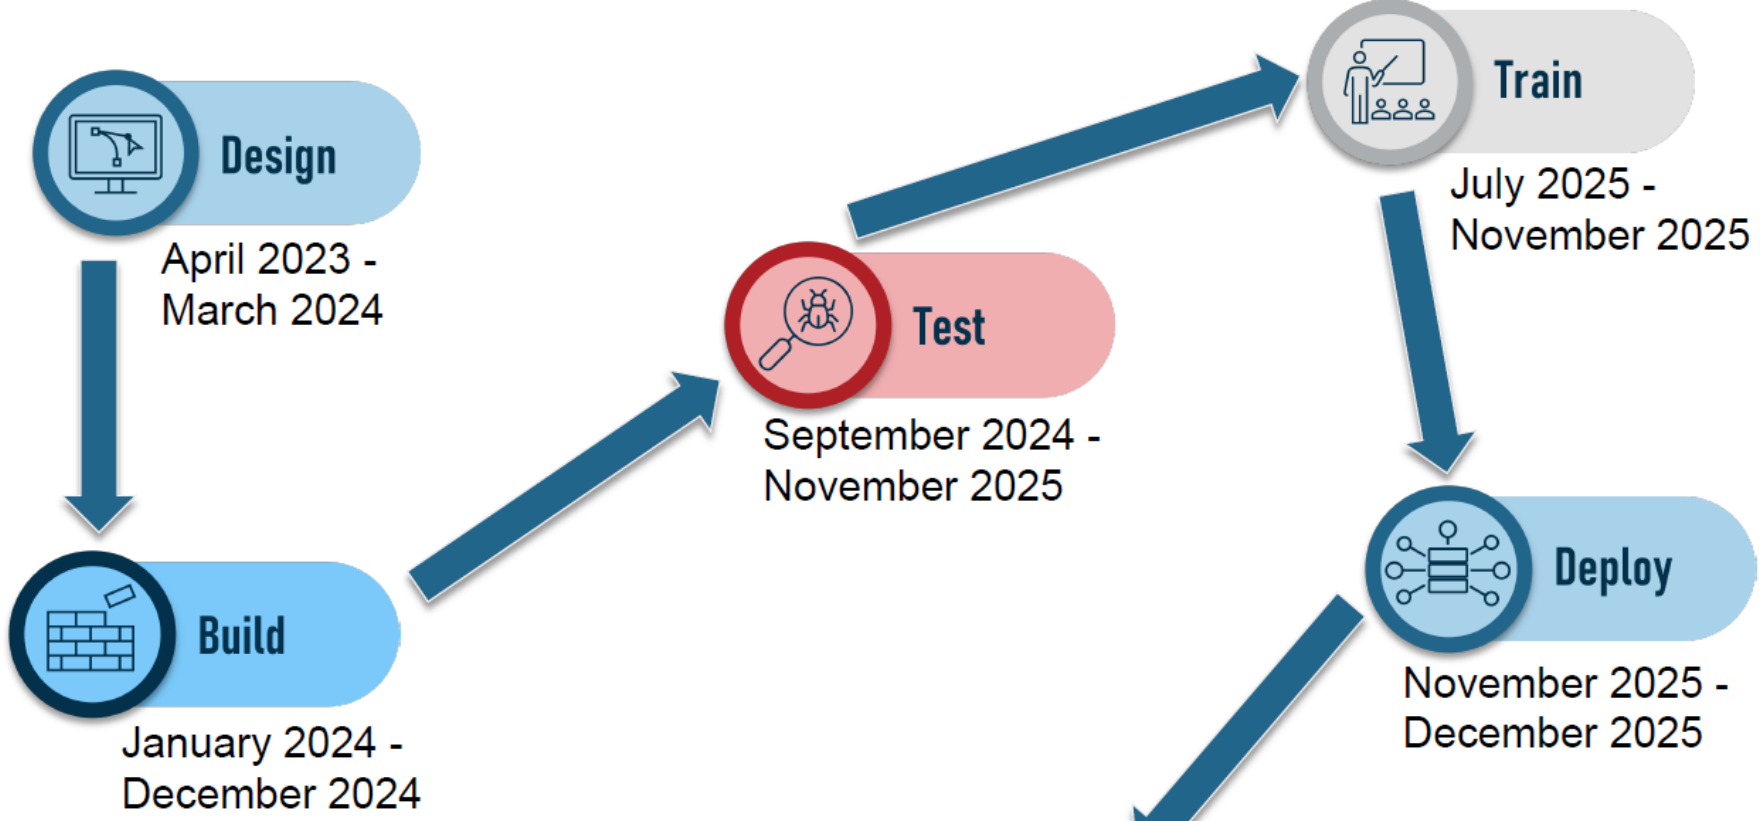 Design
April 2023 -
March 2024
Build
January 2024 -
December 2024
Test
September 2024 -
November 2025
Train
July 2025 -
November 2025
Deploy
November 2025 -
December 2025